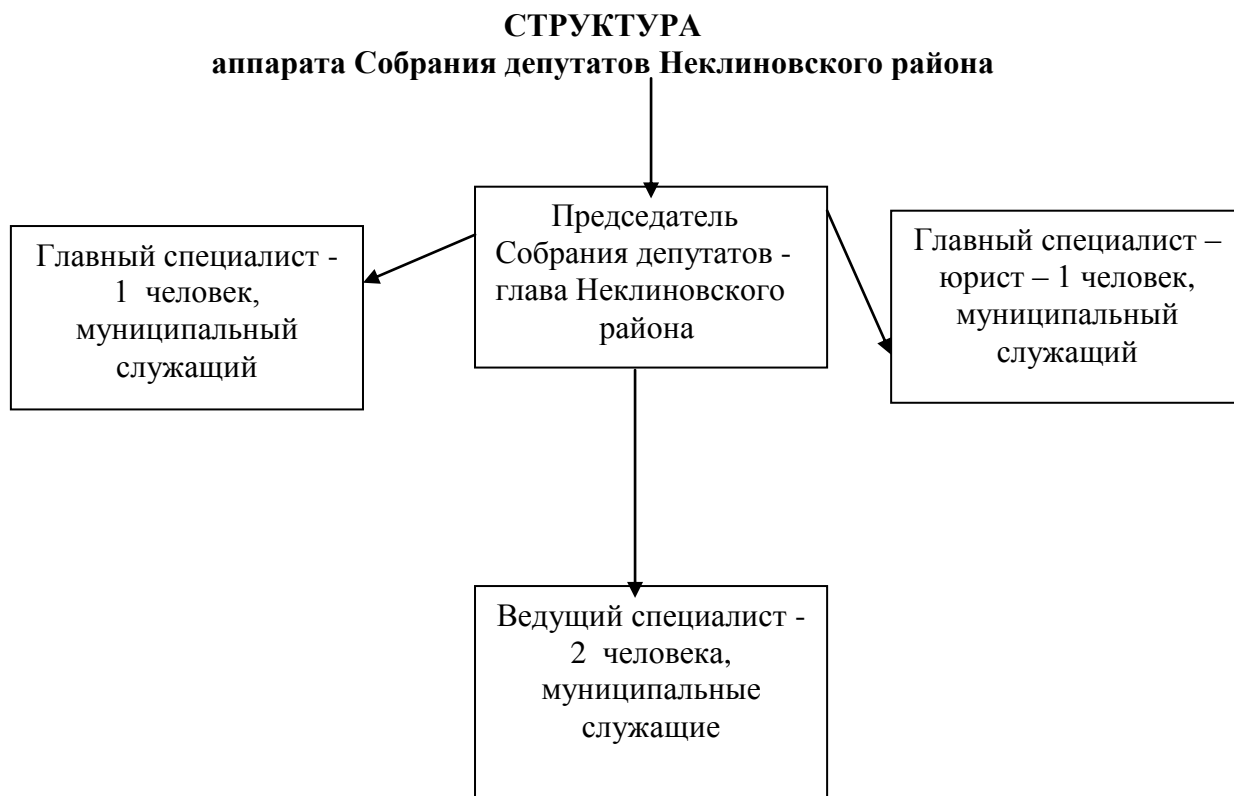 СТРУКТУРА
аппарата Собрания депутатов Неклиновского района
Председатель
Собрания депутатов -
глава Неклиновского
района
Главный специалист -
1 человек,
муниципальный
служащий
Главный специалист –
юрист – 1 человек,
муниципальный
служащий
Ведущий специалист -
2 человека,
муниципальные
служащие